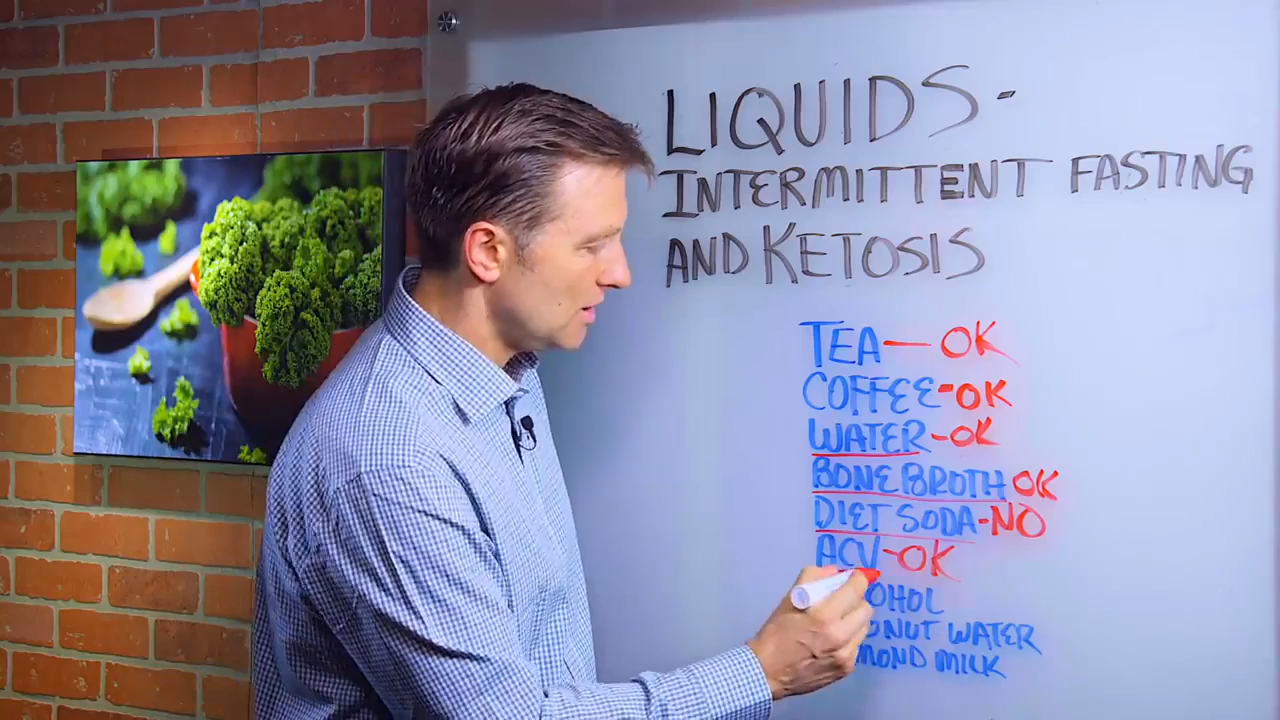 LIQUIDS-
INTERMITTENT FASTING
AND KETOSIS
TEA—OK
COFFEE-OK
WATER-OK
BONE BROTH OK
DIET SODA-NO
ACV-OK
WATER
MILK